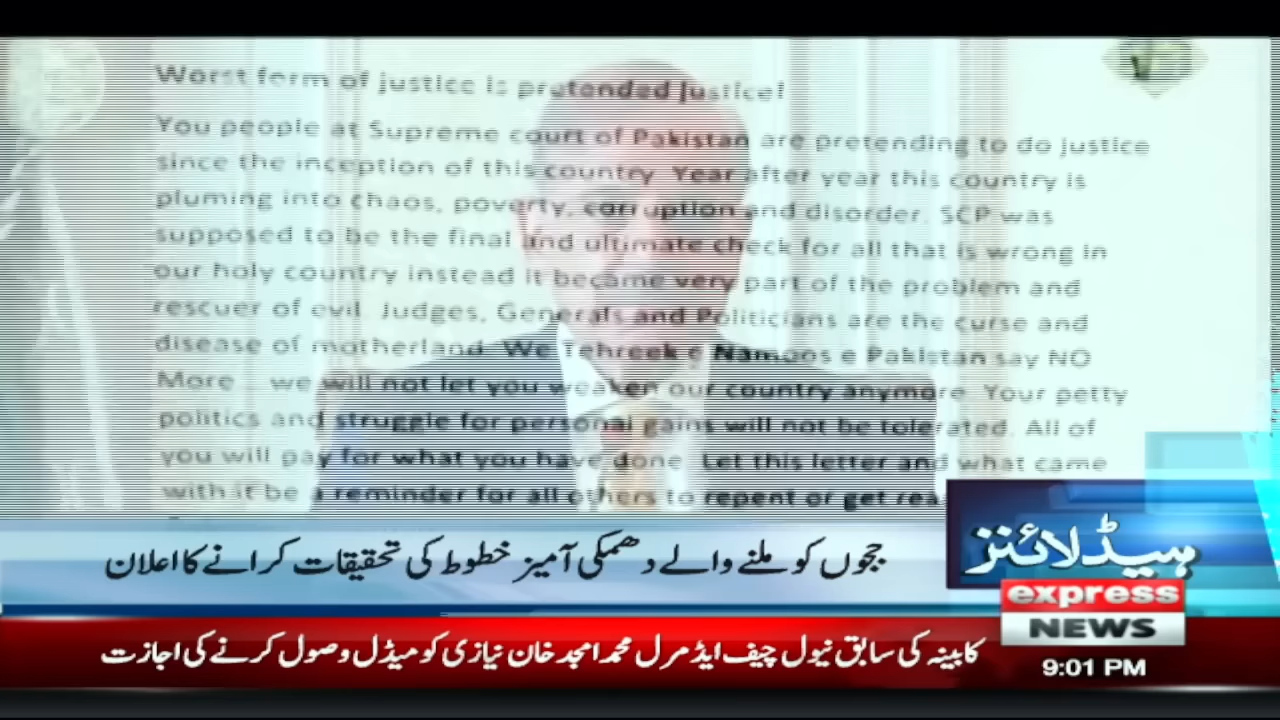 Worst form of justice is pretended justice!
You people at Supreme court of Pakistan are pretending to do justice
since the inception of this country. Year after year this country is
pluming into chaos, poverty, corruption and disorder. SCP was
supposed to be the final and ultimate check for all that is wrong in
our holy country instead it became very part of the problem and
rescuer of evil. Judges, Generals and Politicians are the curse and
disease of motherland. We Tehreek e Namoos e Pakistan say NO
More... we will not let you weaken our country anymore. Your petty
politics and struggle for personal gains will not be tolerated. All of
you will pay for what you have done. Let this letter and what came
with it be a reminder for all others to repent or get
ہیڈلائنز
ججوں کو ملنے والے دھمکی آمیز خطوط کی تحقیقات کرانے کا اعلان
express
NEWS
کابینہ کی سابق نیول چیف ایڈمرل محمد امجد خان نیازی کو میڈل وصول کرنے کی اجازت
9:01 PM